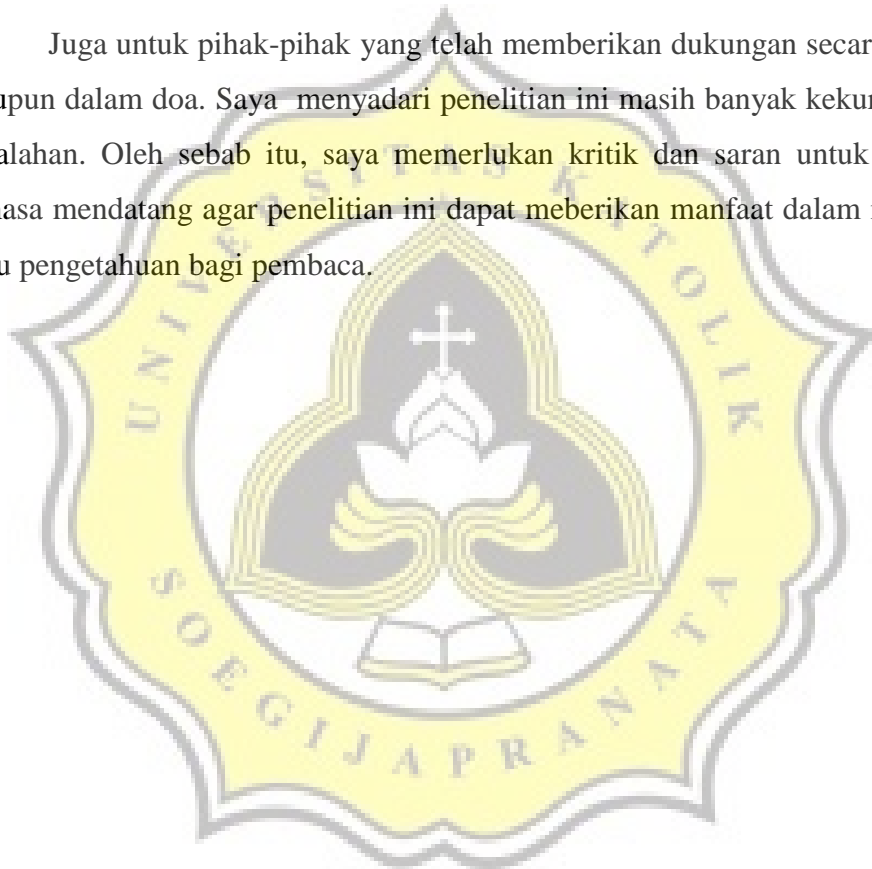 Juga untuk pihak-pihak yang telah memberikan dukungan secar
upun dalam doa. Saya menyadari penelitian ini masih banyak kekur
alahan. Oleh sebab itu, saya memerlukan kritik dan saran untuk
asa mendatang agar penelitian ini dapat meberikan manfaat dalam
u pengetahuan bagi pembaca.
UNIVERSITAS KATOLIK
SOEGIJAPRANATA